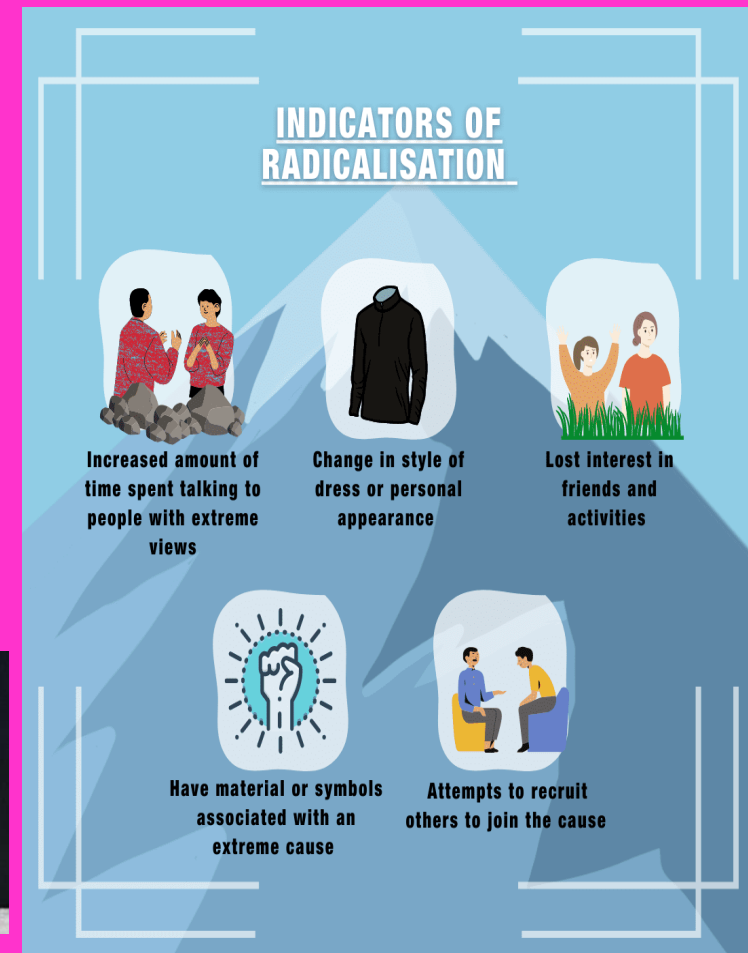 INDICATORS OF
RADICALISATION
Increased amount of
time spent talking to
people with extreme
views
Change in style of
dress or personal
appearance
Lost interest in
friends and
activities
Have material or symbols
associated with an
extreme cause
Attempts to recruit
others to join the cause